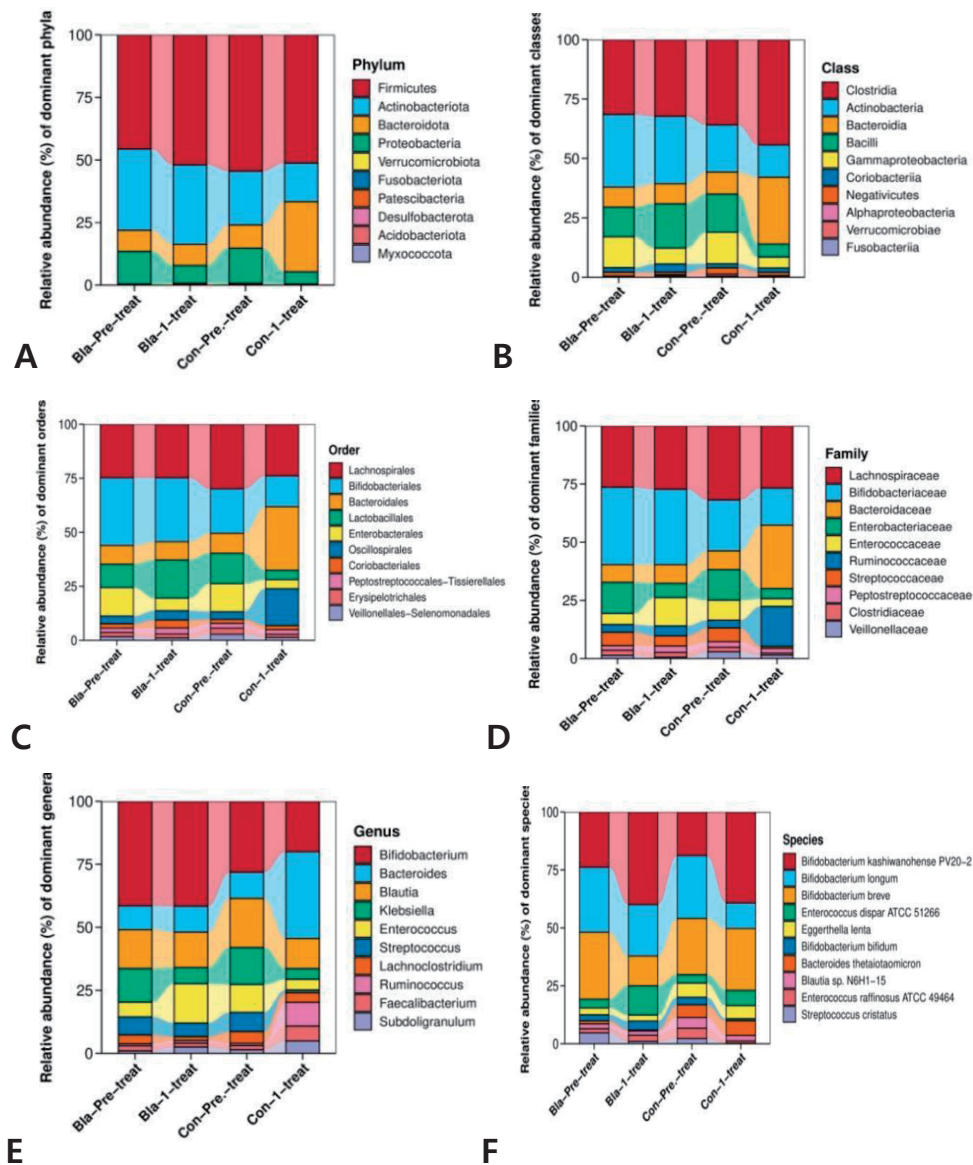 Relative abundance (%) of dominant phyla
100
75
50
25
0
Bla-Pre-treat
Bla-1-treat
Con-Pre.-treat
Con-1-treat
Phylum
Firmicutes
Actinobacteriota
Bacteroidota
Proteobacteria
Verrucomicrobiota
Fusobacteriota
Patescibacteria
Desulfobacterota
Acidobacteriota
Myxococcota
A
Relative abundance (%) of dominant classes
100
75
50
25
0
Bla-Pre-treat
Bla-1-treat
Con-Pre.-treat
Con-1-treat
Class
Clostridia
Actinobacteria
Bacteroidia
Bacilli
Gammaproteobacteria
Coriobacteriia
Negativicutes
Alphaproteobacteria
Verrucomicrobiae
Fusobacteriia
B
Relative abundance (%) of dominant orders
100
75
50
25
0
Bla-Pre-treat
Bla-1-treat
Con-Pre.-treat
Con-1-treat
Order
Lachnospirales
Bifidobacteriales
Bacteroidales
Lactobacillales
Enterobacterales
Oscillospirales
Coriobacteriales
Peptostreptococcales-Tissierellales
Erysipelotrichales
Veillonellales-Selenomonadales
C
Relative abundance (%) of dominant families
100
75
50
25
0
Bla-Pre-treat
Bla-1-treat
Con-Pre.-treat
Con-1-treat
Family
Lachnospiraceae
Bifidobacteriaceae
Bacteroidaceae
Enterobacteriaceae
Enterococcaceae
Ruminococcaceae
Streptococcaceae
Peptostreptococcaceae
Clostridiaceae
Veillonellaceae
D
Relative abundance (%) of dominant genera
100
75
50
25
0
Bla-Pre-treat
Bla-1-treat
Con-Pre.-treat
Con-1-treat
Genus
Bifidobacterium
Bacteroides
Blautia
Klebsiella
Enterococcus
Streptococcus
Lachnoclostridium
Ruminococcus
Faecalibacterium
Subdoligranulum
E
Relative abundance (%) of dominant species
100
75
50
25
0
Bla-Pre-treat
Bla-1-treat
Con-Pre.-treat
Con-1-treat
Species
Bifidobacterium kashiwanohense PV20-2
Bifidobacterium longum
Bifidobacterium breve
Enterococcus dispar ATCC 51266
Eggerthella lenta
Bifidobacterium bifidum
Bacteroides thetaiotaomicron
Blautia sp. N6H1-15
Enterococcus raffinosus ATCC 49464
Streptococcus cristatus
F